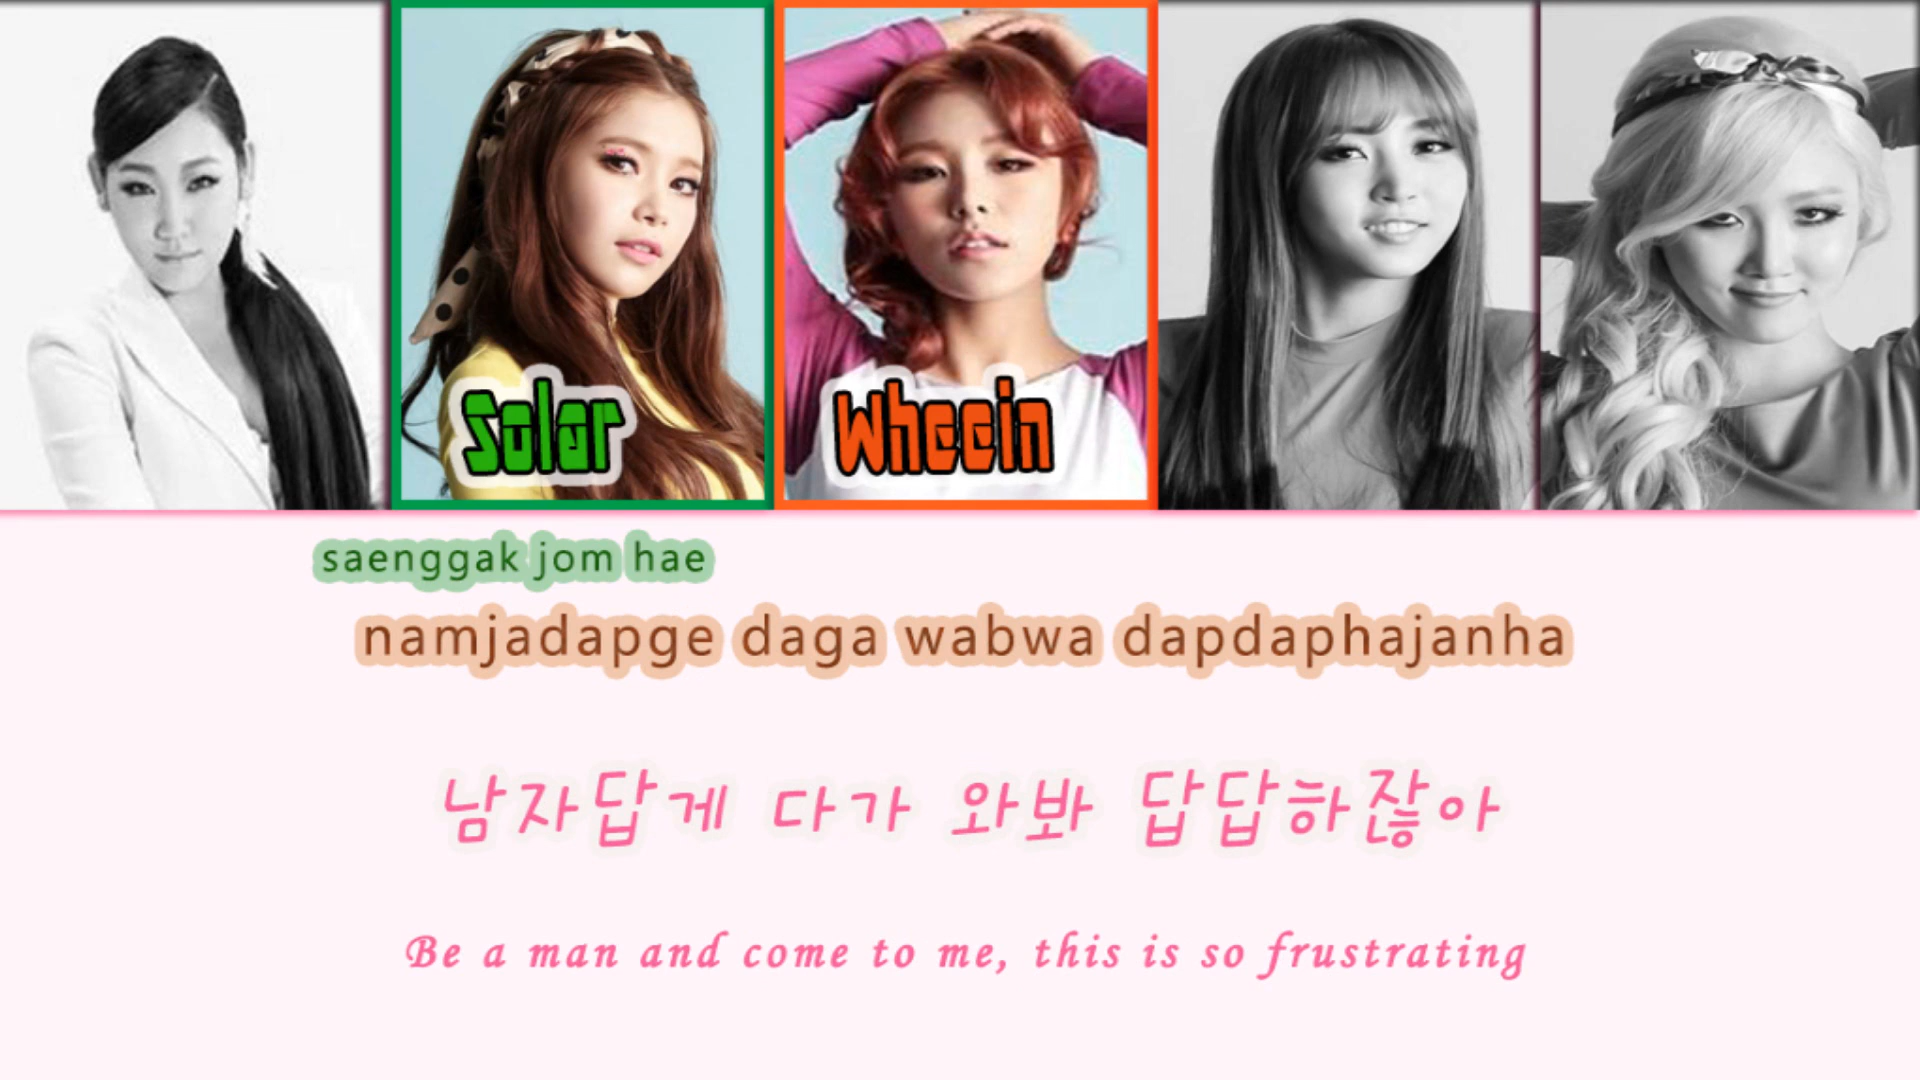 Solar
Wheein
saenggak jom hae
namjadapge daga wabwa dapdaphajanha
남자답게 다가 와봐 답답하잖아
Be a man and come to me, this is so frustrating